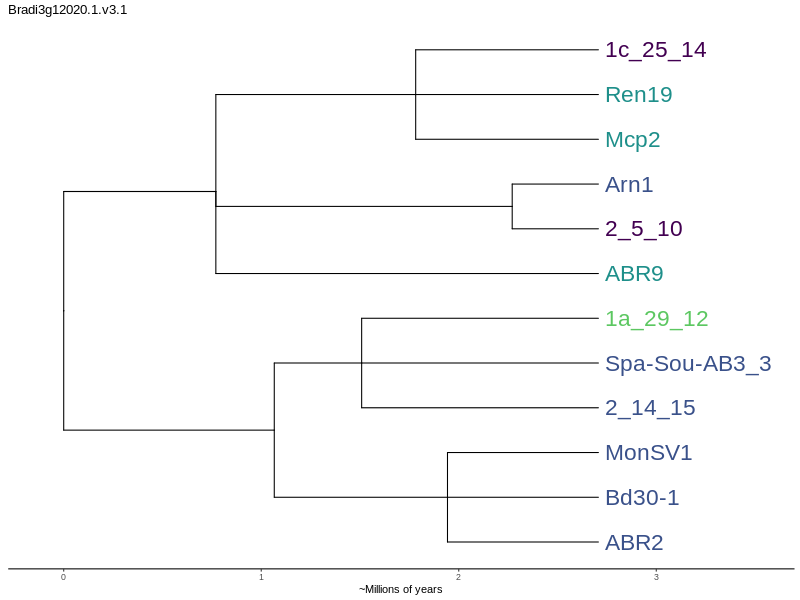 Bradi3g12020.1.v3.1
1c_25_14
Ren19
Mcp2
Arn1
2_5_10
ABR9
1a_29_12
Spa-Sou-AB3_3
2_14_15
MonSV1
Bd30-1
ABR2
0 1 2 3
~Millions of years